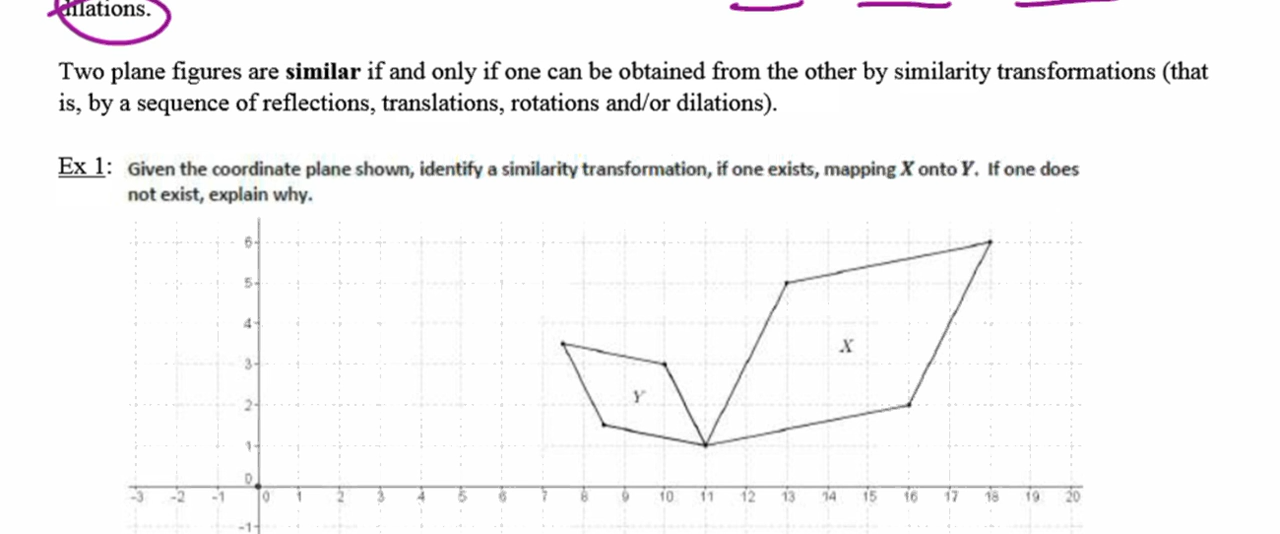 dilations.
Two plane figures are similar if and only if one can be obtained from the other by similarity transformations (that
is, by a sequence of reflections, translations, rotations and/or dilations).
Ex 1: Given the coordinate plane shown, identify a similarity transformation, if one exists, mapping X onto Y. If one does
not exist, explain why.
6
5
4
X
3
Y
2
1
0
-3 -2 -1 0 1 2 3 4 5 6 7 8 9 10 11 12 13 14 15 16 17 18 19 20
-1